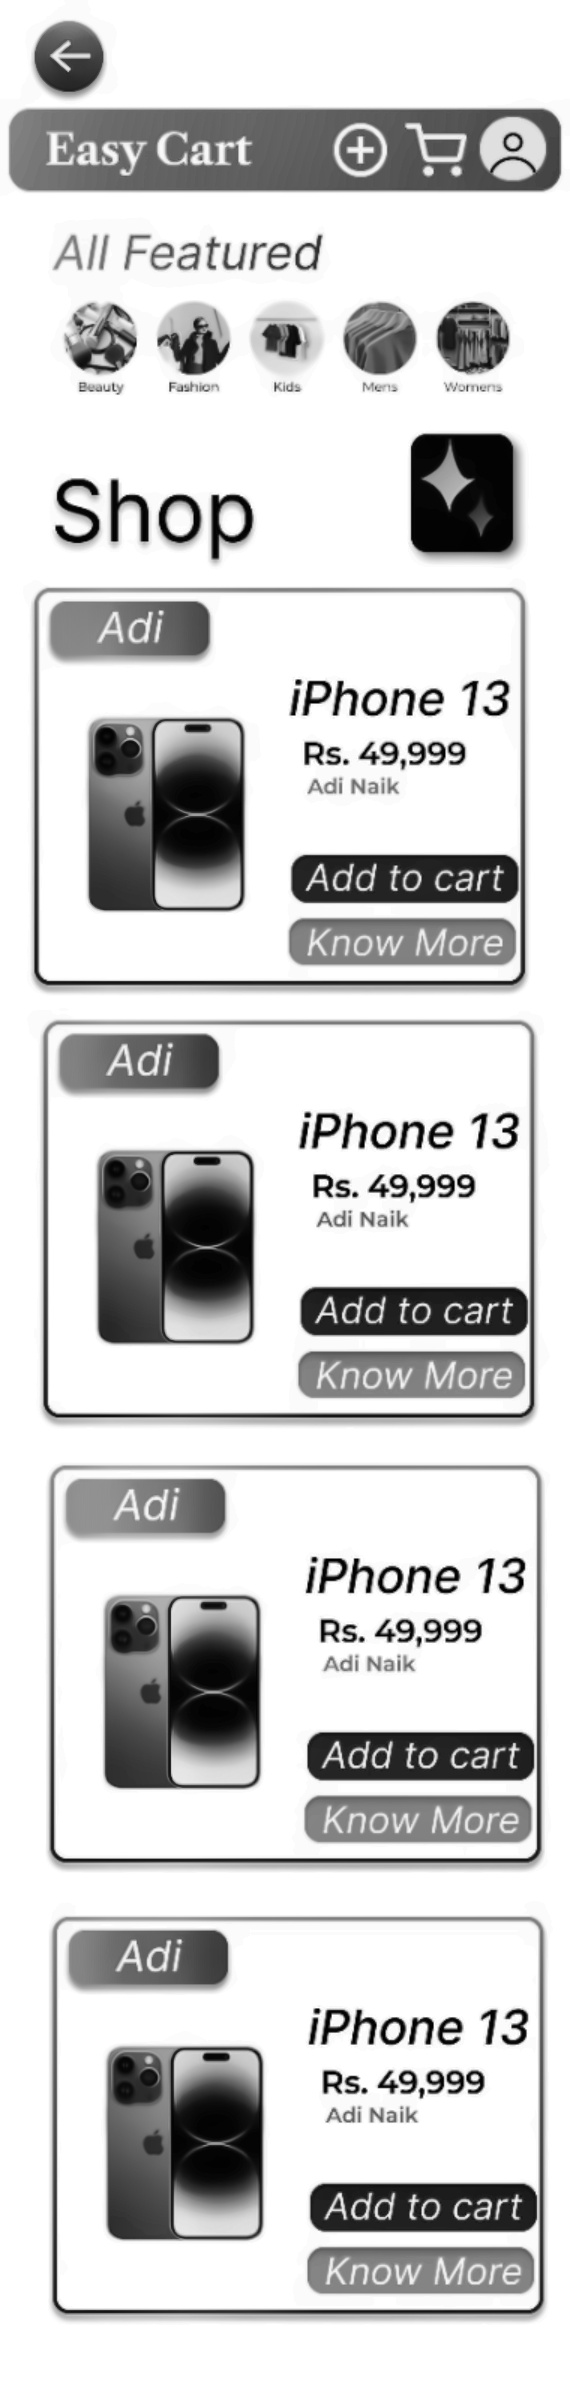 Easy Cart
All Featured
Beauty Fashion Kids Mens Womens
Shop
Adi
iPhone 13
Rs. 49,999
Adi Naik
Add to cart
Know More
Adi
iPhone 13
Rs. 49,999
Adi Naik
Add to cart
Know More
Adi
iPhone 13
Rs. 49,999
Adi Naik
Add to cart
Know More
Adi
iPhone 13
Rs. 49,999
Adi Naik
Add to cart
Know More